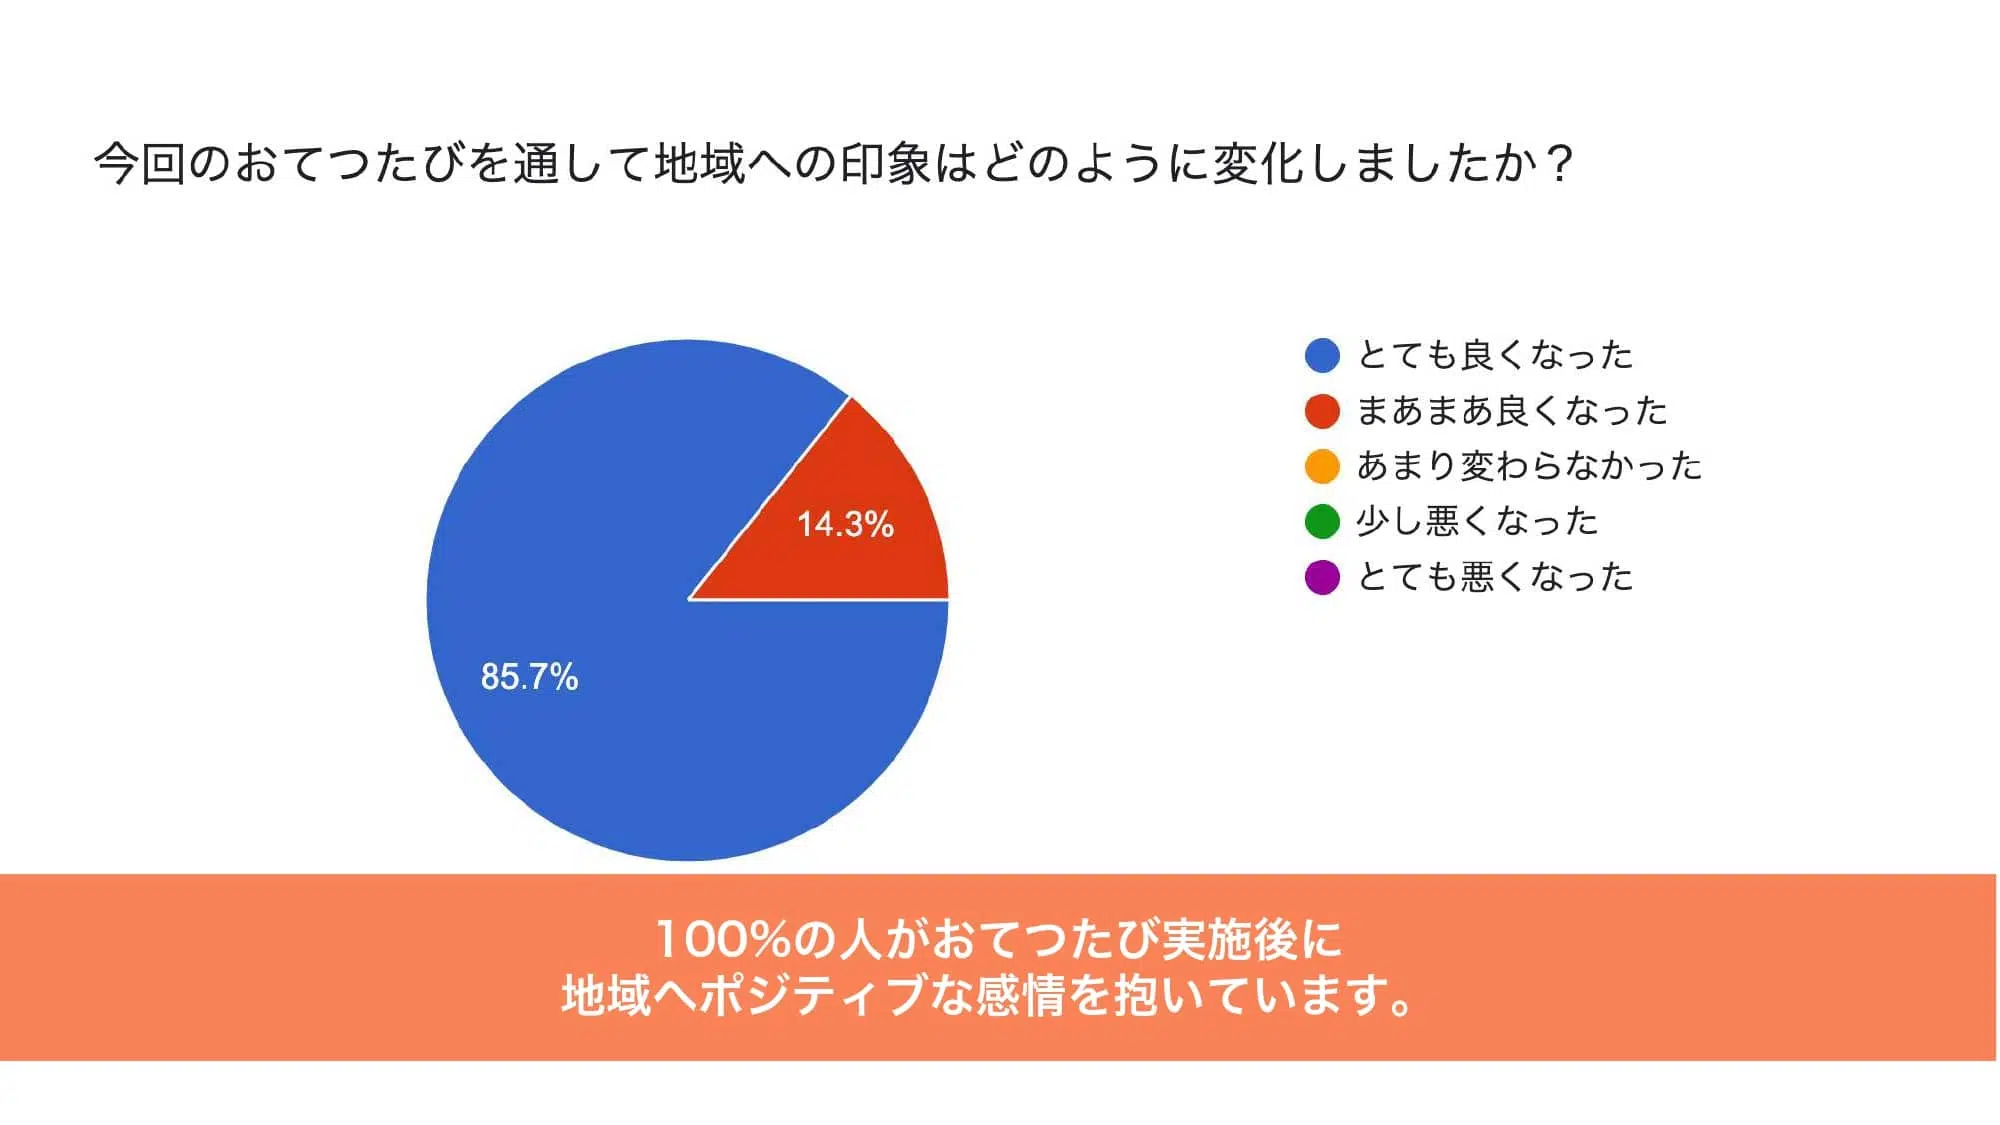 今回のおてつたびを通して地域への印象はどのように変化しましたか？
とても良くなった
まあまあ良くなった
あまり変わらなかった
少し悪くなった
とても悪くなった
14.3%
85.7%
100%の人がおてつたび実施後に
地域へポジティブな感情を抱いています。